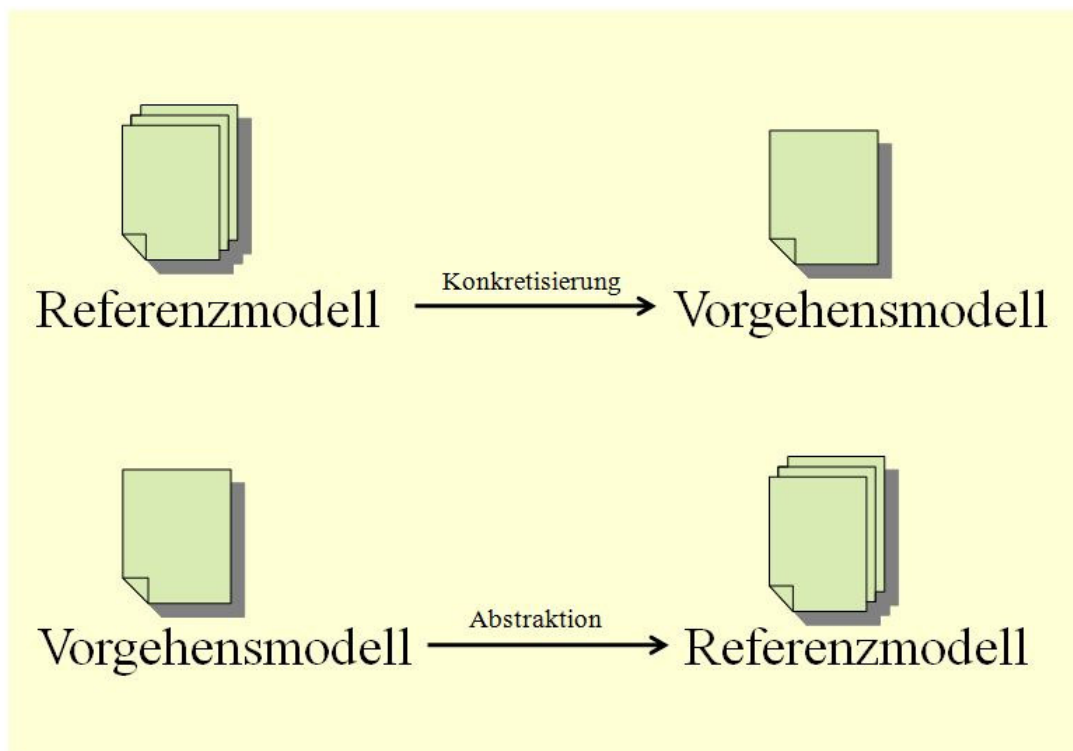 Konkretisierung
Referenzmodell
Vorgehensmodell
Abstraktion
Vorgehensmodell
Referenzmodell